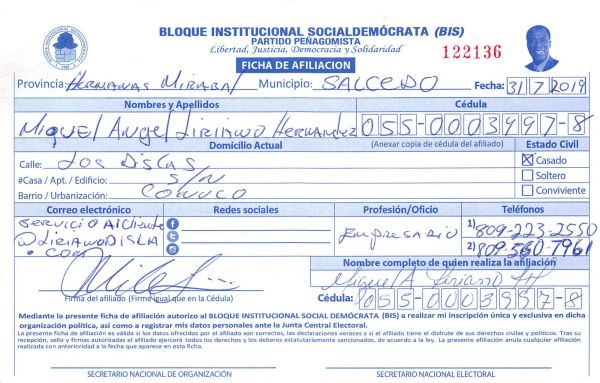 BLOQUE INSTITUCIONAL SOCIALDEMÓCRATA (BIS)
PARTIDO PEÑAGOMISTA
Libertad, Justicia, Democracia y Solidaridad
122136
FICHA DE AFILIACION
Provincia: HERMANAS MIRABAL Municipio: SALCEDO Fecha: 31/7/2019
Nombres y Apellidos Cédula
MIGUEL ANGEL LIRIANO HERNANDEZ 055-0003997-8
Domicilio Actual (Anexar copia de cédula del afiliado) Estado Civil
Calle: LOS DISLAS X Casado
#Casa / Apt. / Edificio: S/N Soltero
Barrio / Urbanización: CONUCO Conviviente
Correo electrónico Redes sociales Profesión/Oficio Teléfonos
SERVICIO AL CLIENTE EMPRESARIO 1) 809-223-2550
@LIRIANODISLA 2) 809-560-7961
.COM
Nombre completo de quien realiza la afiliación
Miguel A Liriano H
Firma del afiliado (Firme igual que en la Cédula) Cédula: 055-0003997-8
Mediante la presente ficha de afiliación autorizo al BLOQUE INSTITUCIONAL SOCIAL DEMÓCRATA (BIS) a realizar mi inscripción única y exclusiva en dicha
organización política, así como a registrar mis datos personales ante la Junta Central Electoral.
La presente ficha de afiliación es válida si los datos ofrecidos por el afiliado son correctos, las declaraciones veraces y si el afiliado tiene el disfrute de sus derechos civiles y políticos. Tras su
recepción, sello y firmas autorizadas el afiliado ejercerá todos los derechos y los deberes estatutariamente sancionados, de acuerdo a la ley. La presente afiliación anula cualquier afiliación
realizada con anterioridad a la fecha que aparece en esta ficha.
SECRETARIO NACIONAL DE ORGANIZACIÓN SECRETARIO NACIONAL ELECTORAL